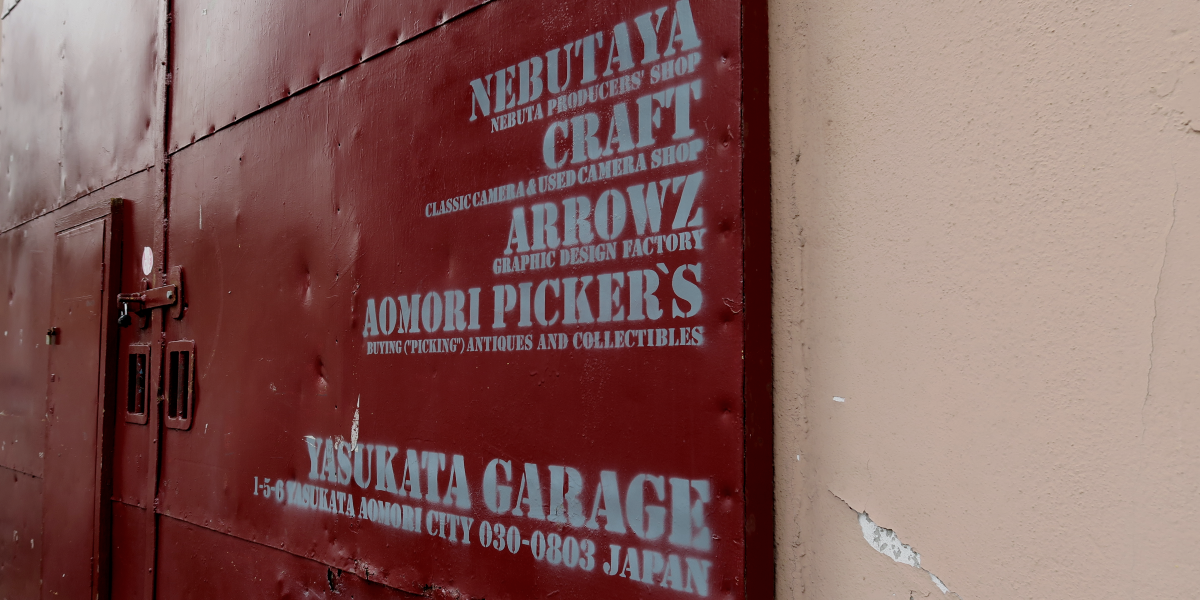 NEBUTAYA
NEBUTA PRODUCERS' SHOP
CRAFT
CLASSIC CAMERA & USED CAMERA SHOP
ARROWZ
GRAPHIC DESIGN FACTORY
AOMORI PICKER`S
BUYING ("PICKING") ANTIQUES AND COLLECTIBLES
YASUKATA GARAGE
1-5-6 YASUKATA AOMORI CITY 030-0803 JAPAN